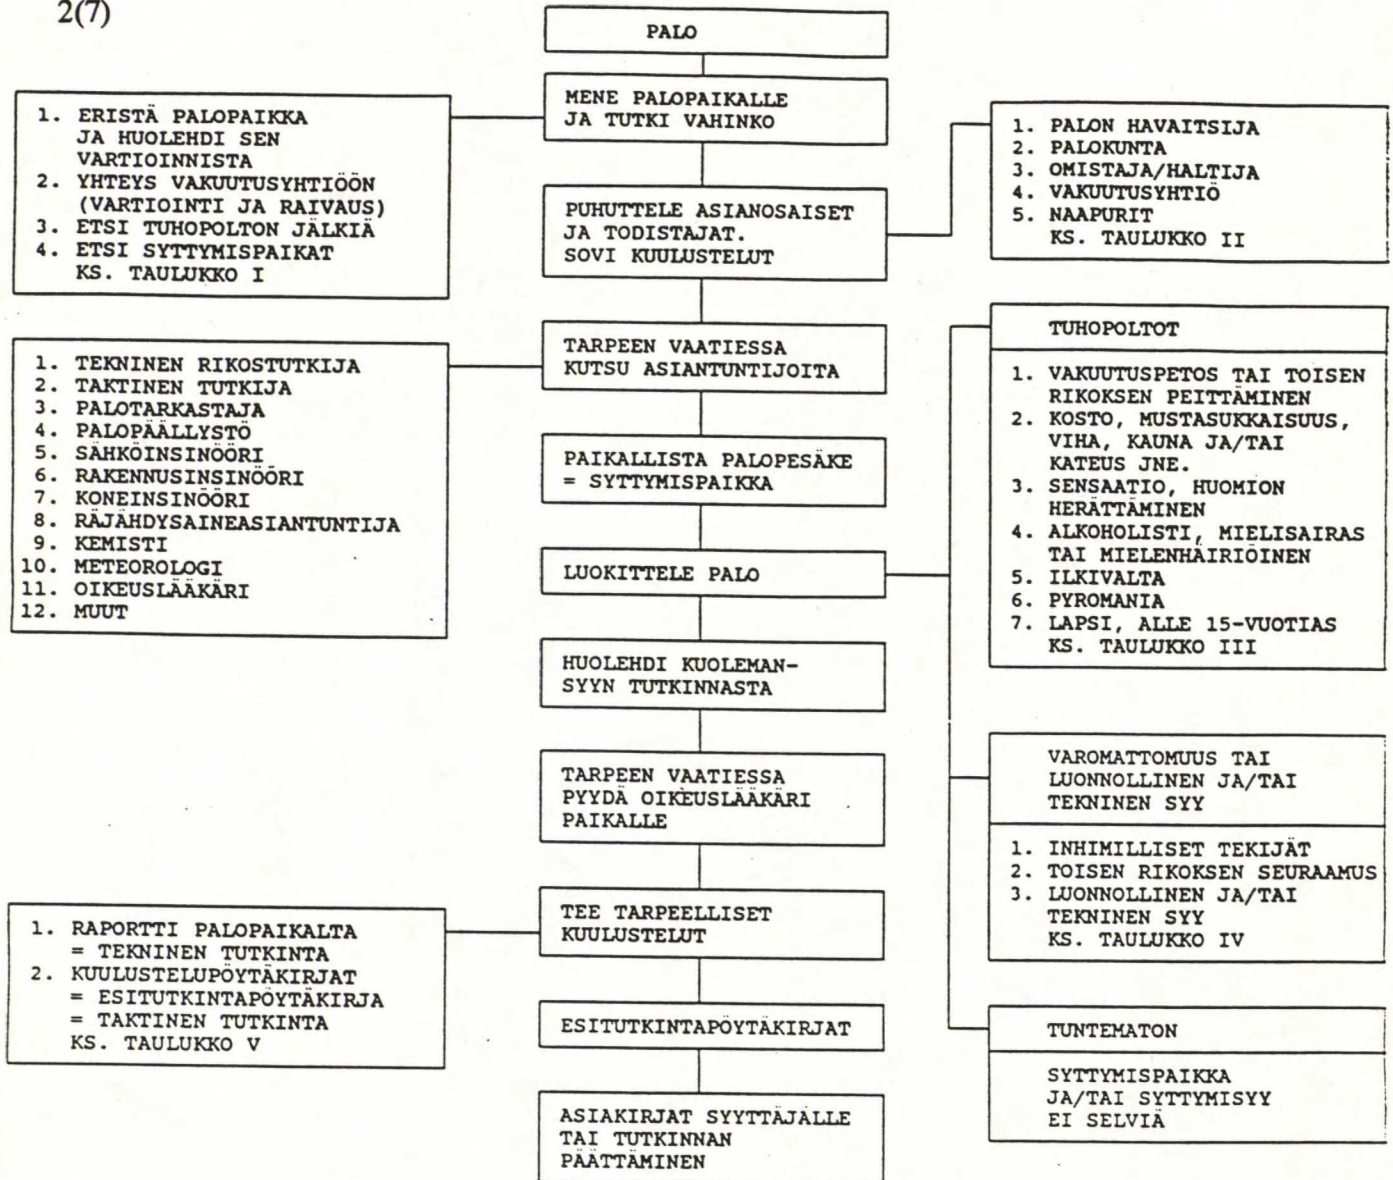 2(7)
PALO
MENE PALOPAIKALLE
JA TUTKI VAHINKO
1. ERISTÄ PALOPAIKKA
JA HUOLEHDI SEN
VARTIOINNISTA
2. YHTEYS VAKUUTUSYHTIÖÖN
(VARTIOINTI JA RAIVAUS)
3. ETSI TUHOPOLTON JÄLKIÄ
4. ETSI SYTTYMISPAIKAT
KS. TAULUKKO I
PUHUTTELE ASIANOSAISET
JA TODISTAJAT.
SOVI KUULUSTELUT
1. PALON HAVAITSIJA
2. PALOKUNTA
3. OMISTAJA/HALTIJA
4. VAKUUTUSYHTIÖ
5. NAAPURIT
KS. TAULUKKO II
TARPEEN VAATIESSA
KUTSU ASIANTUNTIJOITA
1. TEKNINEN RIKOSTUTKIJA
2. TAKTINEN TUTKIJA
3. PALOTARKASTAJA
4. PALOPÄÄLLYSTÖ
5. SÄHKÖINSINÖÖRI
6. RAKENNUSINSINÖÖRI
7. KONEINSINÖÖRI
8. RÄJÄHDYSAINEASIANTUNTIJA
9. KEMISTI
10. METEOROLOGI
11. OIKEUSLÄÄKÄRI
12. MUUT
PAIKALLISTA PALOPESÄKE
= SYTTYMISPAIKKA
LUOKITTELE PALO
TUHOPOLTOT
1. VAKUUTUSPETOS TAI TOISEN
RIKOKSEN PEITTÄMINEN
2. KOSTO, MUSTASUKKAISUUS,
VIHA, KAUNA JA/TAI
KATEUS JNE.
3. SENSAATIO, HUOMION
HERÄTTÄMINEN
4. ALKOHOLISTI, MIELISAIRAS
TAI MIELENHÄIRIÖINEN
5. ILKIVALTA
6. PYROMANIA
7. LAPSI, ALLE 15-VUOTIAS
KS. TAULUKKO III
VAROMATTOMUUS TAI
LUONNOLLINEN JA/TAI
TEKNINEN SYY
1. INHIMILLISET TEKIJÄT
2. TOISEN RIKOKSEN SEURAAMUS
3. LUONNOLLINEN JA/TAI
TEKNINEN SYY
KS. TAULUKKO IV
TUNTEMATON
SYTTYMISPAIKKA
JA/TAI SYTTYMISYY
EI SELVIÄ
HUOLEHDI KUOLEMAN-
SYYN TUTKINNASTA
TARPEEN VAATIESSA
PYYDÄ OIKEUSLÄÄKÄRI
PAIKALLE
TEE TARPEELLISET
KUULUSTELUT
1. RAPORTTI PALOPAIKALTA
= TEKNINEN TUTKINTA
2. KUULUSTELUPÖYTÄKIRJAT
= ESITUTKINTAPÖYTÄKIRJA
= TAKTINEN TUTKINTA
KS. TAULUKKO V
ESITUTKINTAPÖYTÄKIRJAT
ASIAKIRJAT SYYTTÄJÄLLE
TAI TUTKINNAN
PÄÄTTÄMINEN